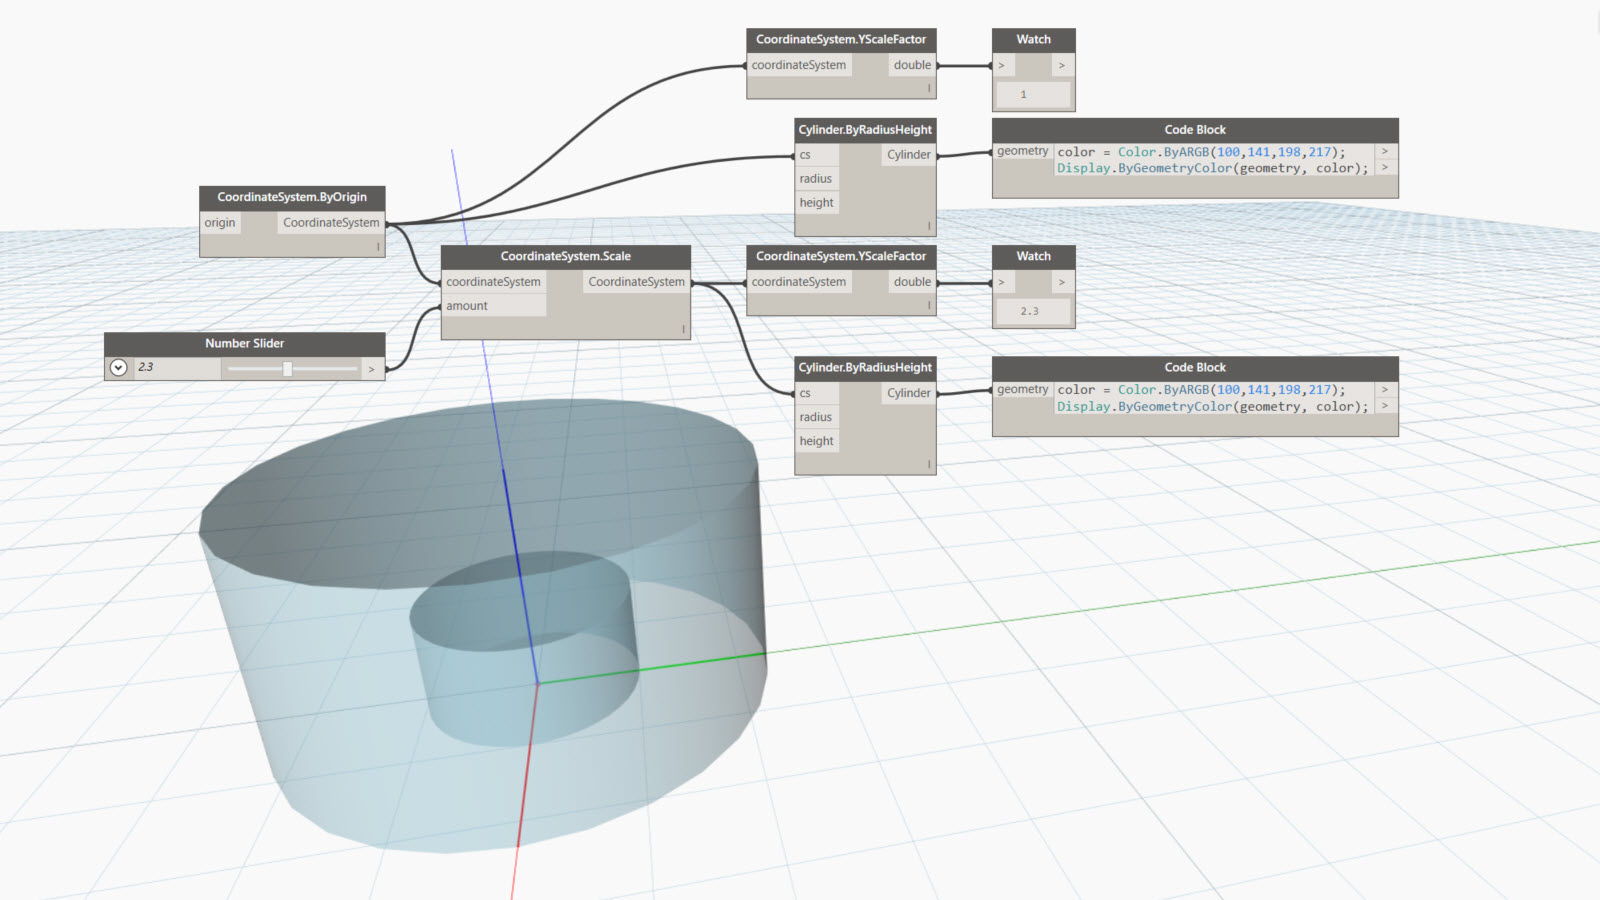 CoordinateSystem.YScaleFactor
coordinateSystem
double
Watch
>
>
1
Cylinder.ByRadiusHeight
cs
Cylinder
radius
height
Code Block
geometry
color = Color.ByARGB(100,141,198,217);
>
Display.ByGeometryColor(geometry, color);
>
CoordinateSystem.ByOrigin
origin
CoordinateSystem
CoordinateSystem.Scale
coordinateSystem
CoordinateSystem
amount
CoordinateSystem.YScaleFactor
coordinateSystem
double
Watch
>
>
2.3
Number Slider
2.3
>
Cylinder.ByRadiusHeight
cs
Cylinder
radius
height
Code Block
geometry
color = Color.ByARGB(100,141,198,217);
>
Display.ByGeometryColor(geometry, color);
>